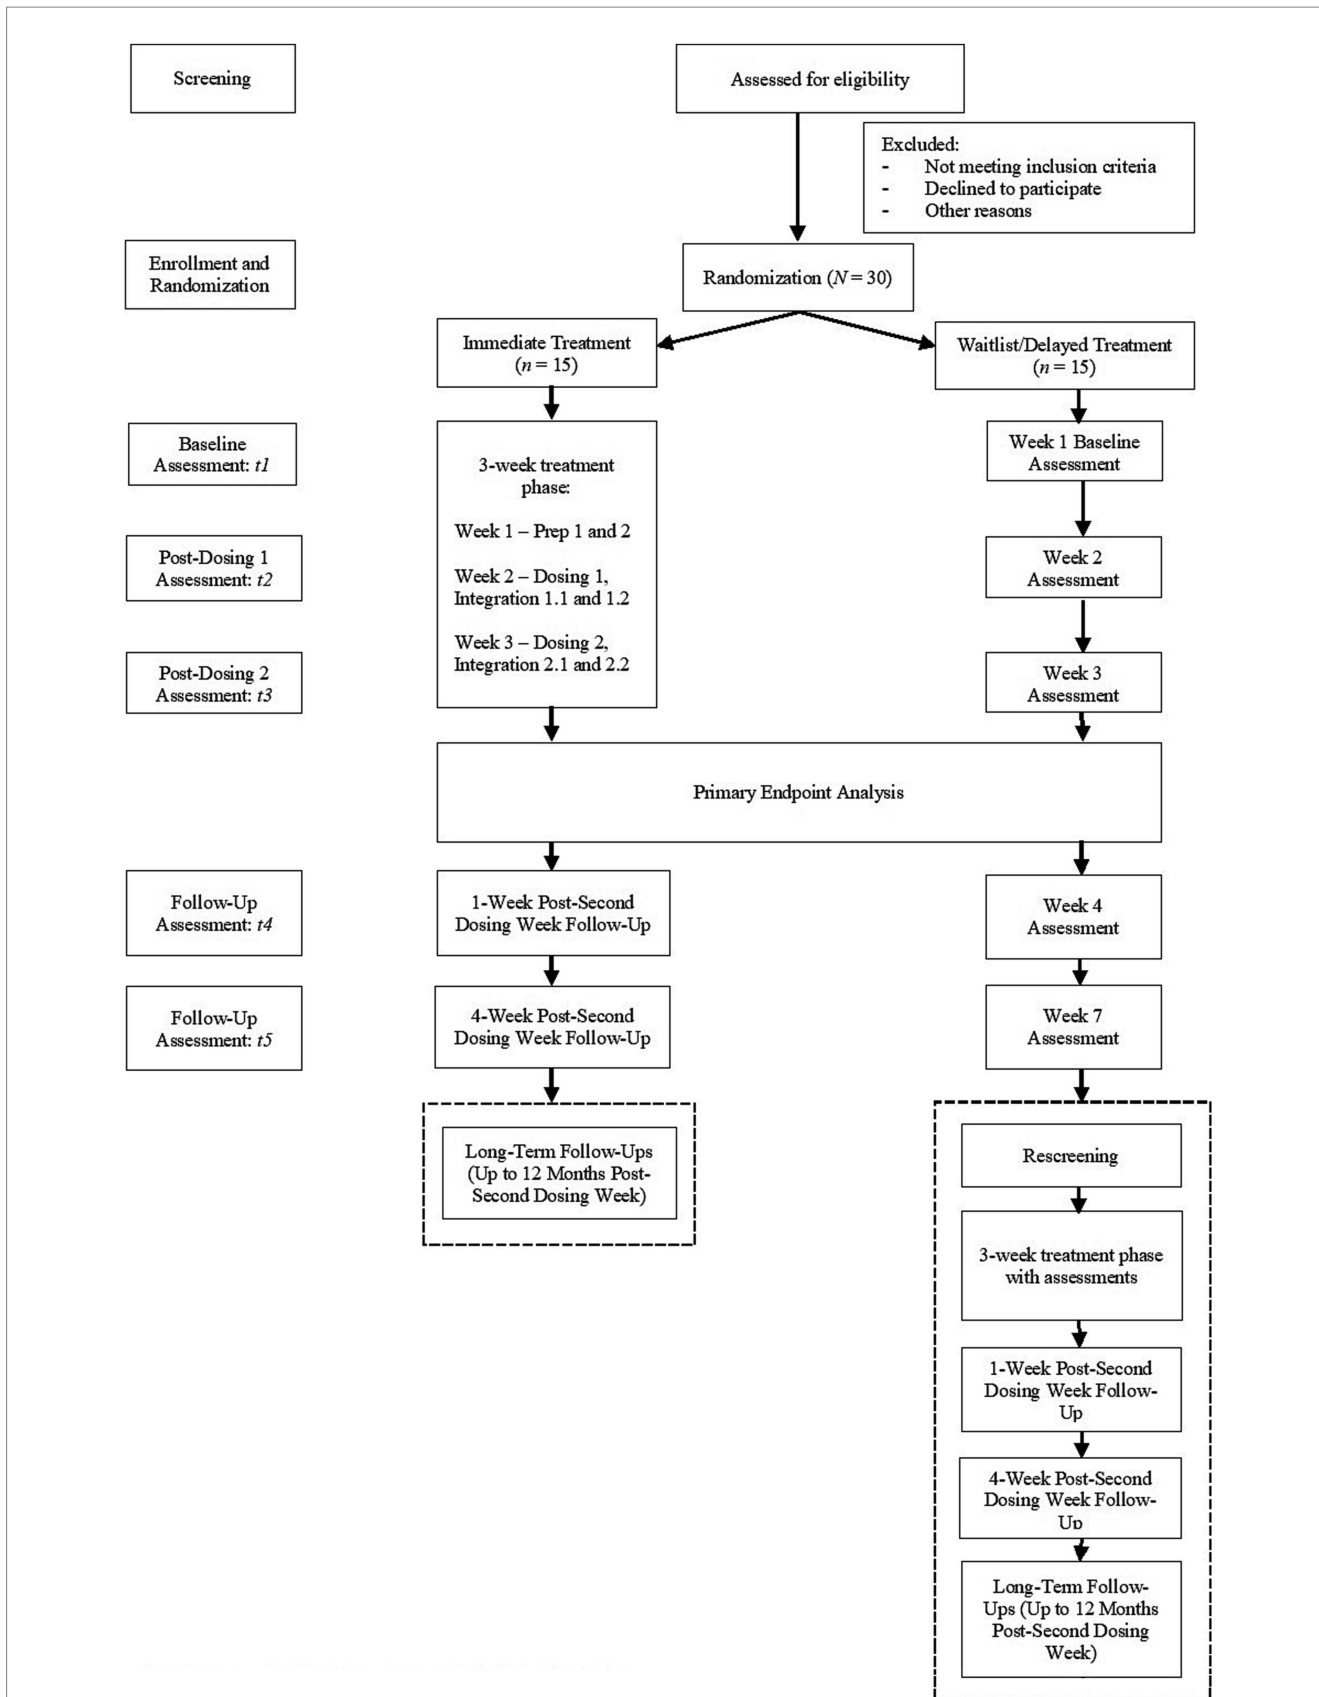 Screening
Assessed for eligibility
Excluded:
- Not meeting inclusion criteria
- Declined to participate
- Other reasons
Enrollment and
Randomization
Randomization (N = 30)
Immediate Treatment
(n = 15)
Waitlist/Delayed Treatment
(n = 15)
Baseline
Assessment: t1
3-week treatment
phase:
Week 1 – Prep 1 and 2
Week 2 – Dosing 1,
Integration 1.1 and 1.2
Week 3 – Dosing 2,
Integration 2.1 and 2.2
Week 1 Baseline
Assessment
Post-Dosing 1
Assessment: t2
Week 2
Assessment
Post-Dosing 2
Assessment: t3
Week 3
Assessment
Primary Endpoint Analysis
Follow-Up
Assessment: t4
1-Week Post-Second
Dosing Week Follow-Up
Week 4
Assessment
Follow-Up
Assessment: t5
4-Week Post-Second
Dosing Week Follow-Up
Week 7
Assessment
Long-Term Follow-Ups
(Up to 12 Months Post-
Second Dosing Week)
Rescreening
3-week treatment phase
with assessments
1-Week Post-Second
Dosing Week Follow-
Up
4-Week Post-Second
Dosing Week Follow-
Up
Long-Term Follow-
Ups (Up to 12 Months
Post-Second Dosing
Week)